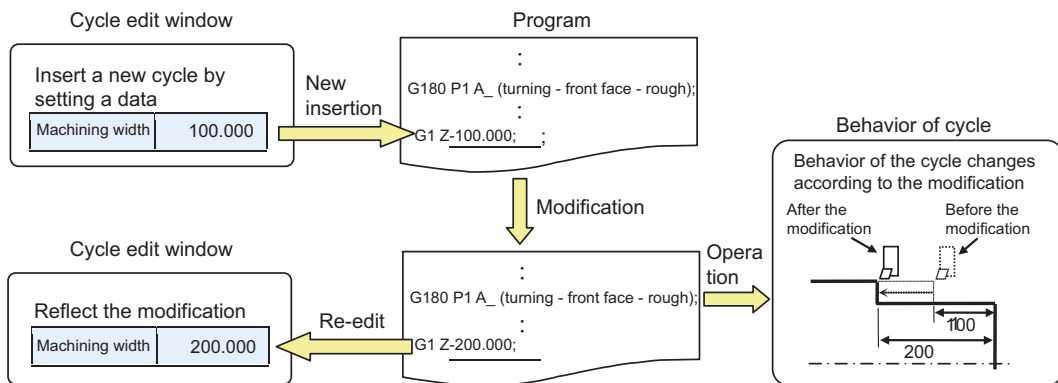 Cycle edit window
Insert a new cycle by
setting a data
Machining width 100.000
New
insertion
Program
:
G180 P1 A_ (turning - front face - rough);
:
G1 Z-100.000; ;
Modification
Cycle edit window
Reflect the modification
Machining width 200.000
Re-edit
:
G180 P1 A_ (turning - front face - rough);
:
G1 Z-200.000;
Opera
tion
Behavior of cycle
Behavior of the cycle changes
according to the modification
After the
modification
Before the
modification
100
200